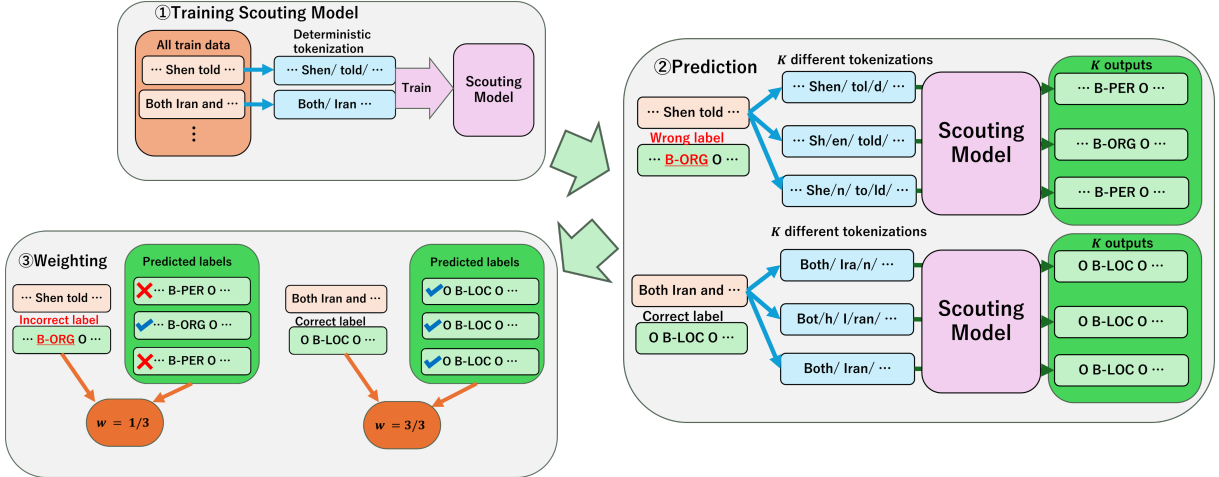 ①Training Scouting Model
All train data
Deterministic
tokenization
⋯ Shen told ⋯
⋯ Shen/ told/ ⋯
Both Iran and ⋯
Both/ Iran ⋯
⋮
Train
Scouting
Model
②Prediction
K different tokenizations
K outputs
⋯ Shen told ⋯
Wrong label
⋯ B-ORG O ⋯
⋯ Shen/ tol/d/ ⋯
⋯ Sh/en/ told/ ⋯
⋯ She/n/ to/ld/ ⋯
Scouting
Model
⋯ B-PER O ⋯
⋯ B-ORG O ⋯
⋯ B-PER O ⋯
K different tokenizations
K outputs
Both Iran and ⋯
Correct label
O B-LOC O ⋯
Both/ Ira/n/ ⋯
Bot/h/ I/ran/ ⋯
Both/ Iran/ ⋯
Scouting
Model
O B-LOC O ⋯
O B-LOC O ⋯
O B-LOC O ⋯
③Weighting
⋯ Shen told ⋯
Incorrect label
⋯ B-ORG O ⋯
Predicted labels
⋯ B-PER O ⋯
⋯ B-ORG O ⋯
⋯ B-PER O ⋯
w = 1/3
Both Iran and ⋯
Correct label
O B-LOC O ⋯
Predicted labels
O B-LOC O ⋯
O B-LOC O ⋯
O B-LOC O ⋯
w = 3/3